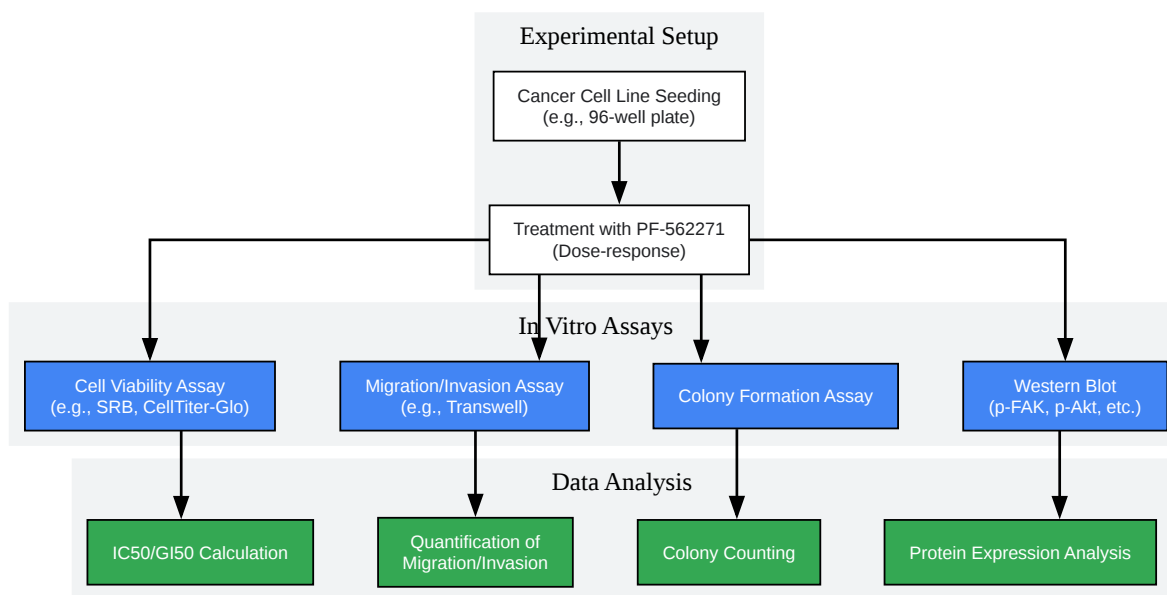 Experimental Setup
Cancer Cell Line Seeding
(e.g., 96-well plate)
Treatment with PF-562271
(Dose-response)
In Vitro Assays
Cell Viability Assay
(e.g., SRB, CellTiter-Glo)
Migration/Invasion Assay
(e.g., Transwell)
Colony Formation Assay
Western Blot
(p-FAK, p-Akt, etc.)
Data Analysis
IC50/GI50 Calculation
Quantification of
Migration/Invasion
Colony Counting
Protein Expression Analysis